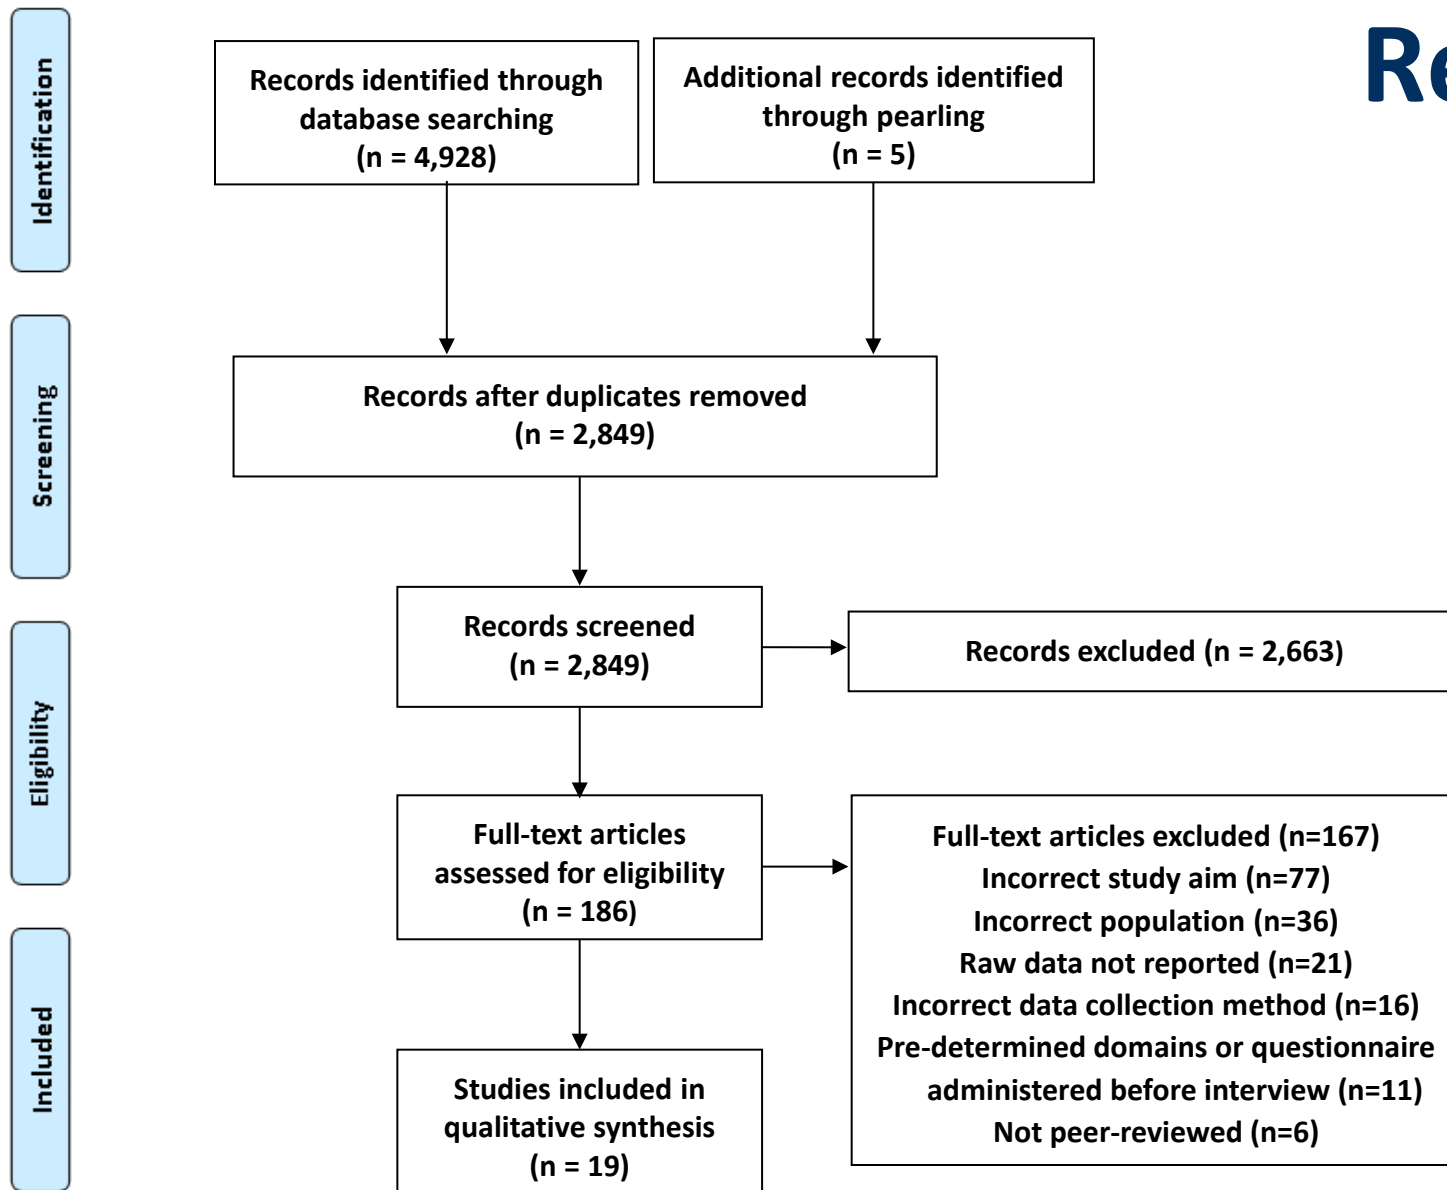 Re
Identification
Records identified through
database searching
(n = 4,928)
Additional records identified
through pearling
(n = 5)
Screening
Records after duplicates removed
(n = 2,849)
Records screened
(n = 2,849)
Records excluded (n = 2,663)
Eligibility
Full-text articles
assessed for eligibility
(n = 186)
Full-text articles excluded (n=167)
Incorrect study aim (n=77)
Incorrect population (n=36)
Raw data not reported (n=21)
Incorrect data collection method (n=16)
Pre-determined domains or questionnaire
administered before interview (n=11)
Not peer-reviewed (n=6)
Included
Studies included in
qualitative synthesis
(n = 19)